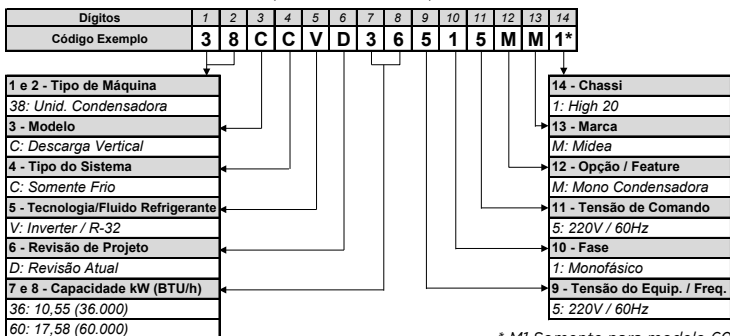 Dígitos 1 2 3 4 5 6 7 8 9 10 11 12 13 14
Código Exemplo 3 8 C C V D 3 6 5 1 5 M M 1*
1 e 2 - Tipo de Máquina
38: Unid. Condensadora
3 - Modelo
C: Descarga Vertical
4 - Tipo do Sistema
C: Somente Frio
5 - Tecnologia/Fluido Refrigerante
V: Inverter / R-32
6 - Revisão de Projeto
D: Revisão Atual
7 e 8 - Capacidade kW (BTU/h)
36: 10,55 (36.000)
60: 17,58 (60.000)
14 - Chassi
1: High 20
13 - Marca
M: Midea
12 - Opção / Feature
M: Mono Condensadora
11 - Tensão de Comando
5: 220V / 60Hz
10 - Fase
1: Monofásico
9 - Tensão do Equip. / Freq.
5: 220V / 60Hz